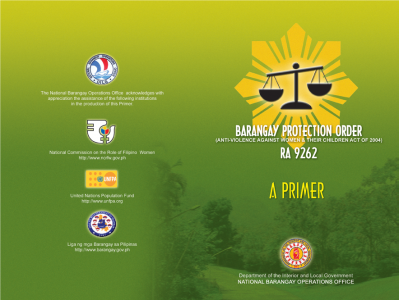 The National Barangay Operations Office acknowledges with
appreciation the assistance of the following institutions
in the production of this Primer.
National Commission on the Role of Filipino Women
http://www.ncrfw.gov.ph
United Nations Population Fund
http://www.unfpa.org
Liga ng mga Barangay sa Pilipinas
http://www.barangay.gov.ph
BARANGAY PROTECTION ORDER
(ANTI-VIOLENCE AGAINST WOMEN & THEIR CHILDREN ACT OF 2004)
RA 9262
A PRIMER
Department of the Interior and Local Government
NATIONAL BARANGAY OPERATIONS OFFICE